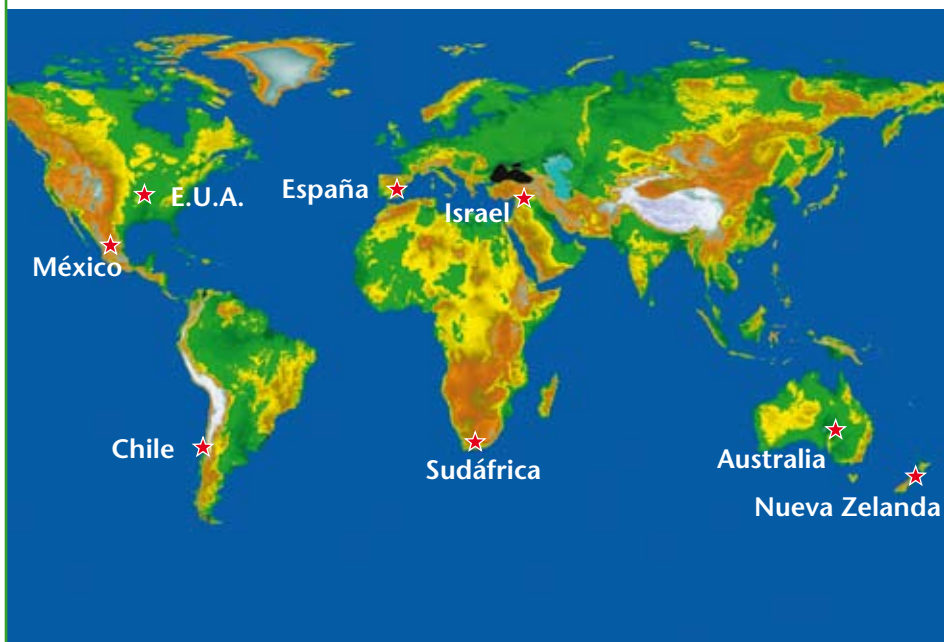 E.U.A.
España
Israel
México
Chile
Sudáfrica
Australia
Nueva Zelanda